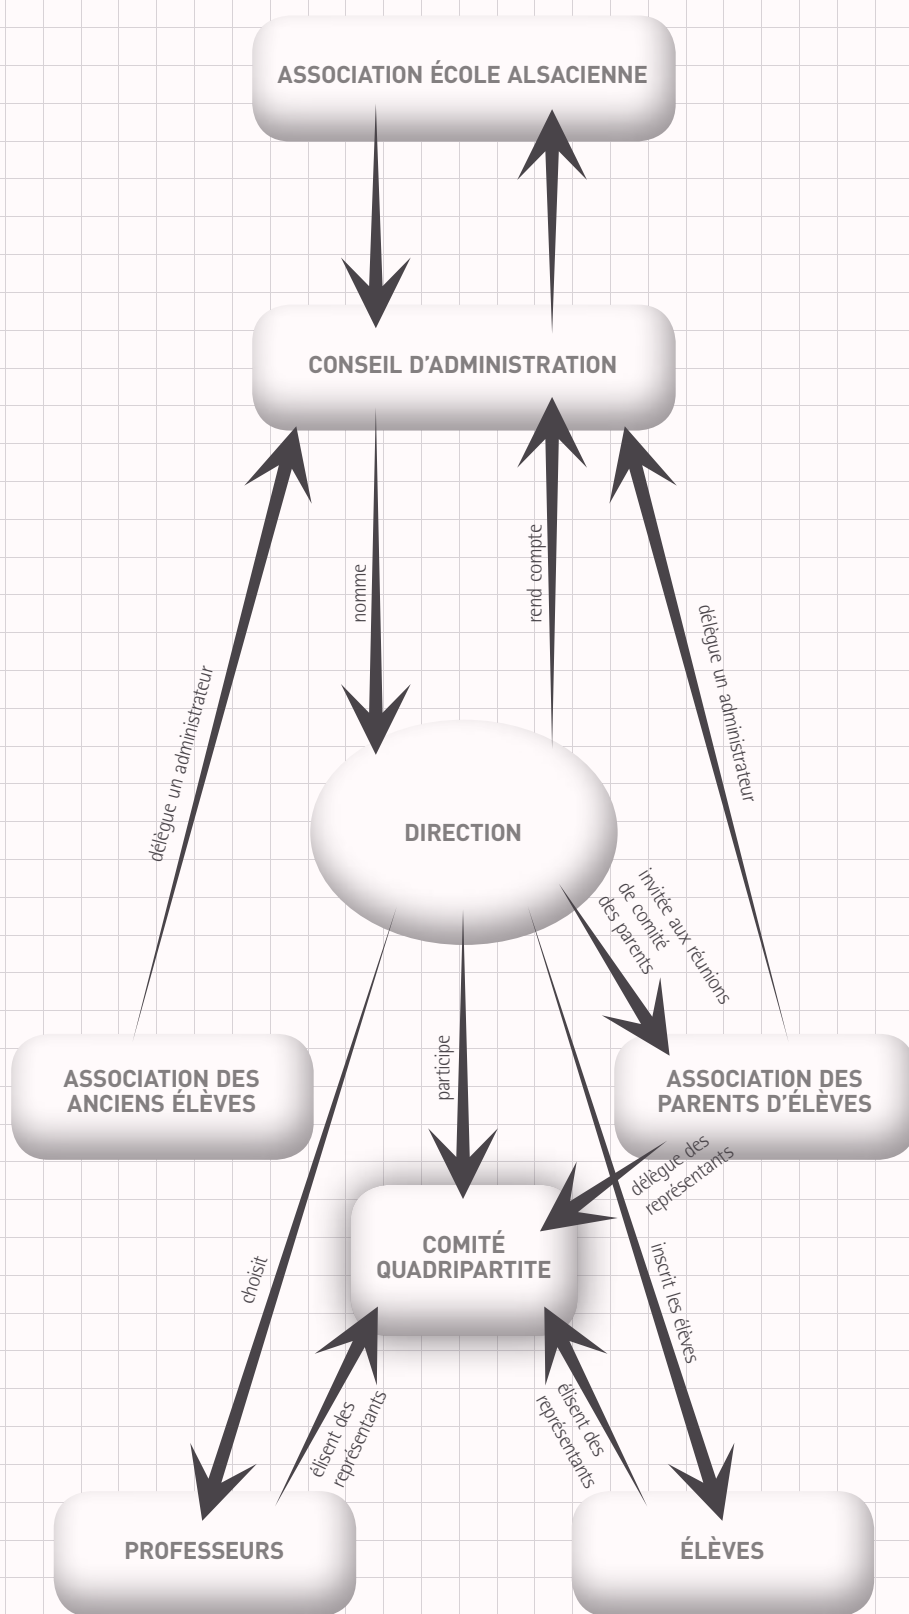 ASSOCIATION ÉCOLE ALSACIENNE
CONSEIL D’ADMINISTRATION
nomme
rend compte
délègue un administrateur
délègue un administrateur
DIRECTION
invitée aux réunions
de comité
des parents
participe
ASSOCIATION DES
ANCIENS ÉLÈVES
ASSOCIATION DES
PARENTS D’ÉLÈVES
délègue des
représentants
COMITÉ
QUADRIPARTITE
choisit
inscrit les élèves
élisent des
représentants
élisent des
représentants
PROFESSEURS
ÉLÈVES